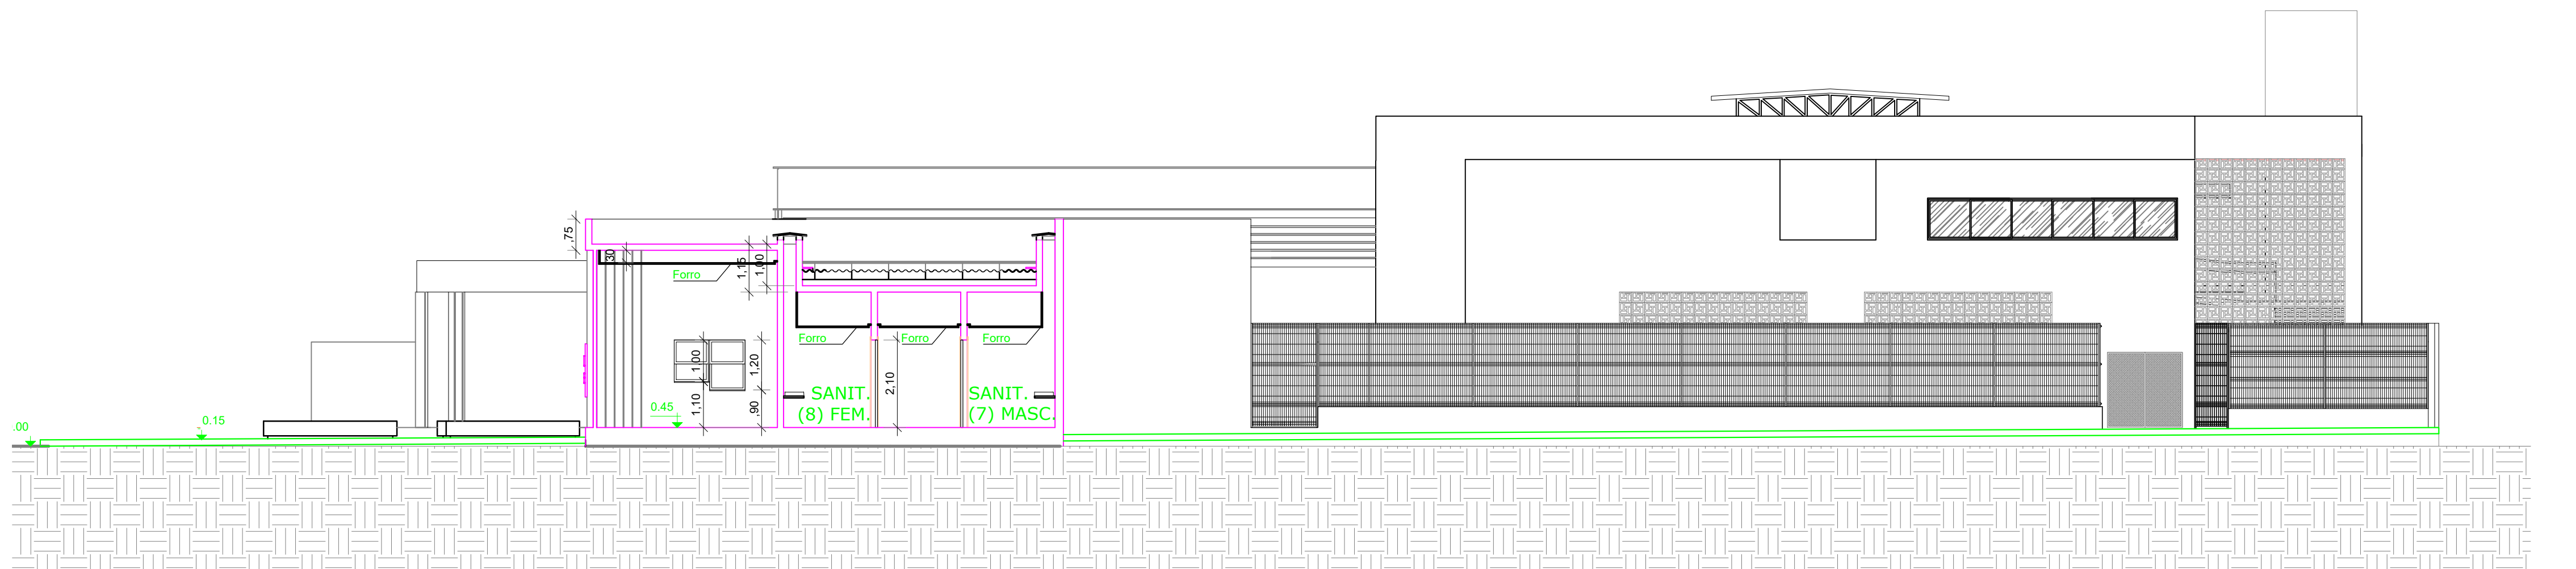 ,75
,30
1,15
1,00
Forro
Forro
Forro
Forro
1,00
1,20
2,10
1,10
,90
SANIT.
(8) FEM.
SANIT.
(7) MASC.
0.45
0.15
.00